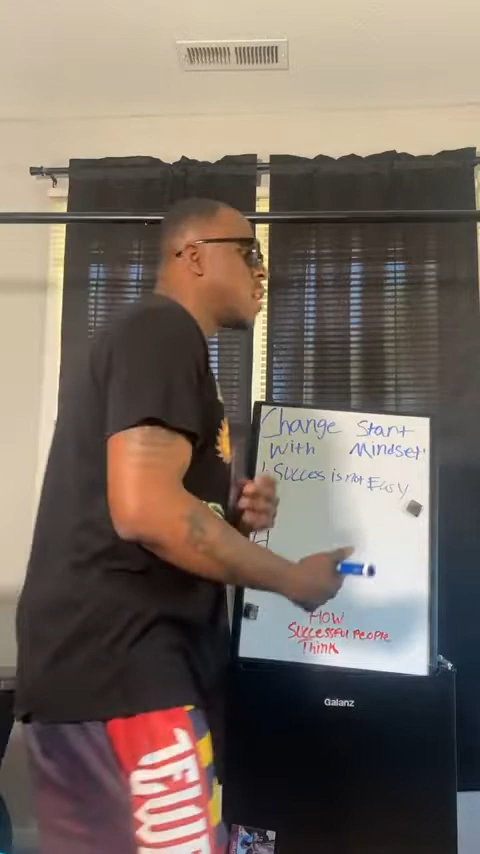 Change Start
With Mindset
Succes is not Easy
HOW
Successful People
Think
Galanz